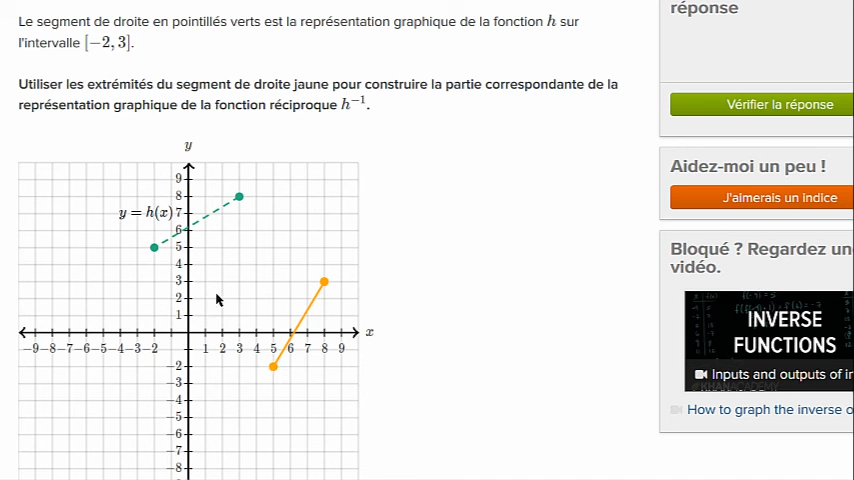 Le segment de droite en pointillés verts est la représentation graphique de la fonction h sur
l'intervalle [−2, 3].
Utiliser les extrémités du segment de droite jaune pour construire la partie correspondante de la
représentation graphique de la fonction réciproque h⁻¹.
y
9
8
y = h(x) 7
6
5
4
3
2
1
x
−9 −8 −7 −6 −5 −4 −3 −2 1 2 3 4 5 6 7 8 9
−2
−3
−4
−5
−6
−7
−8
réponse
Vérifier la réponse
Aidez-moi un peu !
J'aimerais un indice
Bloqué ? Regardez un
vidéo.
INVERSE
FUNCTIONS
Inputs and outputs of in
How to graph the inverse o